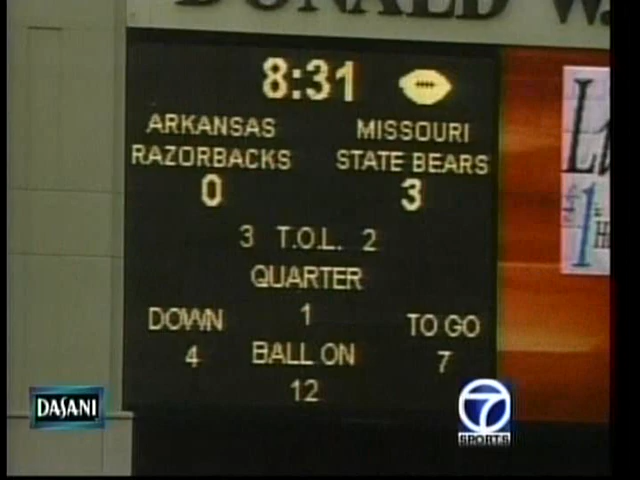 DONALD W.
8:31
ARKANSAS MISSOURI
RAZORBACKS STATE BEARS
0 3
3 T.O.L. 2
QUARTER
DOWN 1 TO GO
4 BALL ON 7
12
DASANI
7
SPORTS